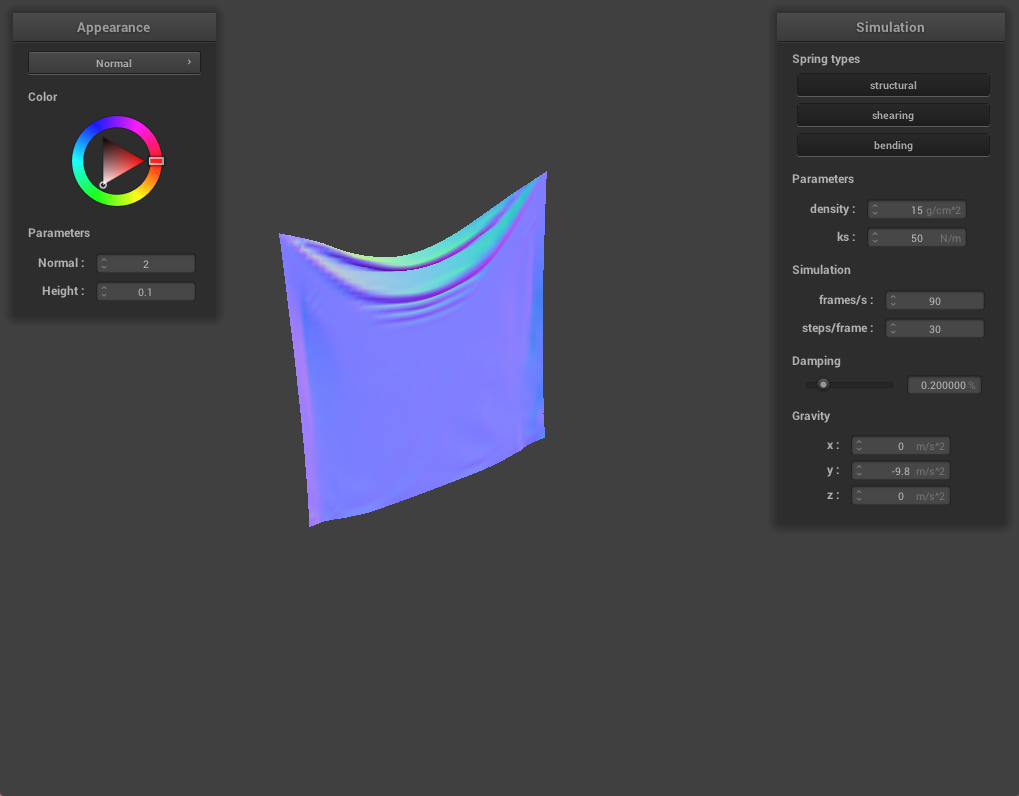 Appearance
Normal ›
Color
Parameters
Normal : 2
Height : 0.1
Simulation
Spring types
structural
shearing
bending
Parameters
density : 15 g/cm^2
ks : 50 N/m
Simulation
frames/s : 90
steps/frame : 30
Damping
0.200000 %
Gravity
x : 0 m/s^2
y : -9.8 m/s^2
z : 0 m/s^2